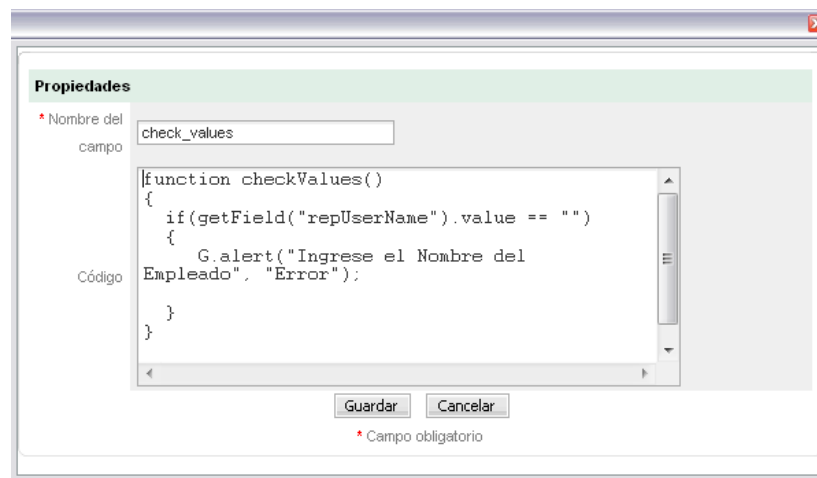 Propiedades
* Nombre del
campo
check_values
Código
function checkValues()
{
if(getField("repUserName").value == "")
{
G.alert("Ingrese el Nombre del
Empleado", "Error");
}
}
Guardar Cancelar
* Campo obligatorio